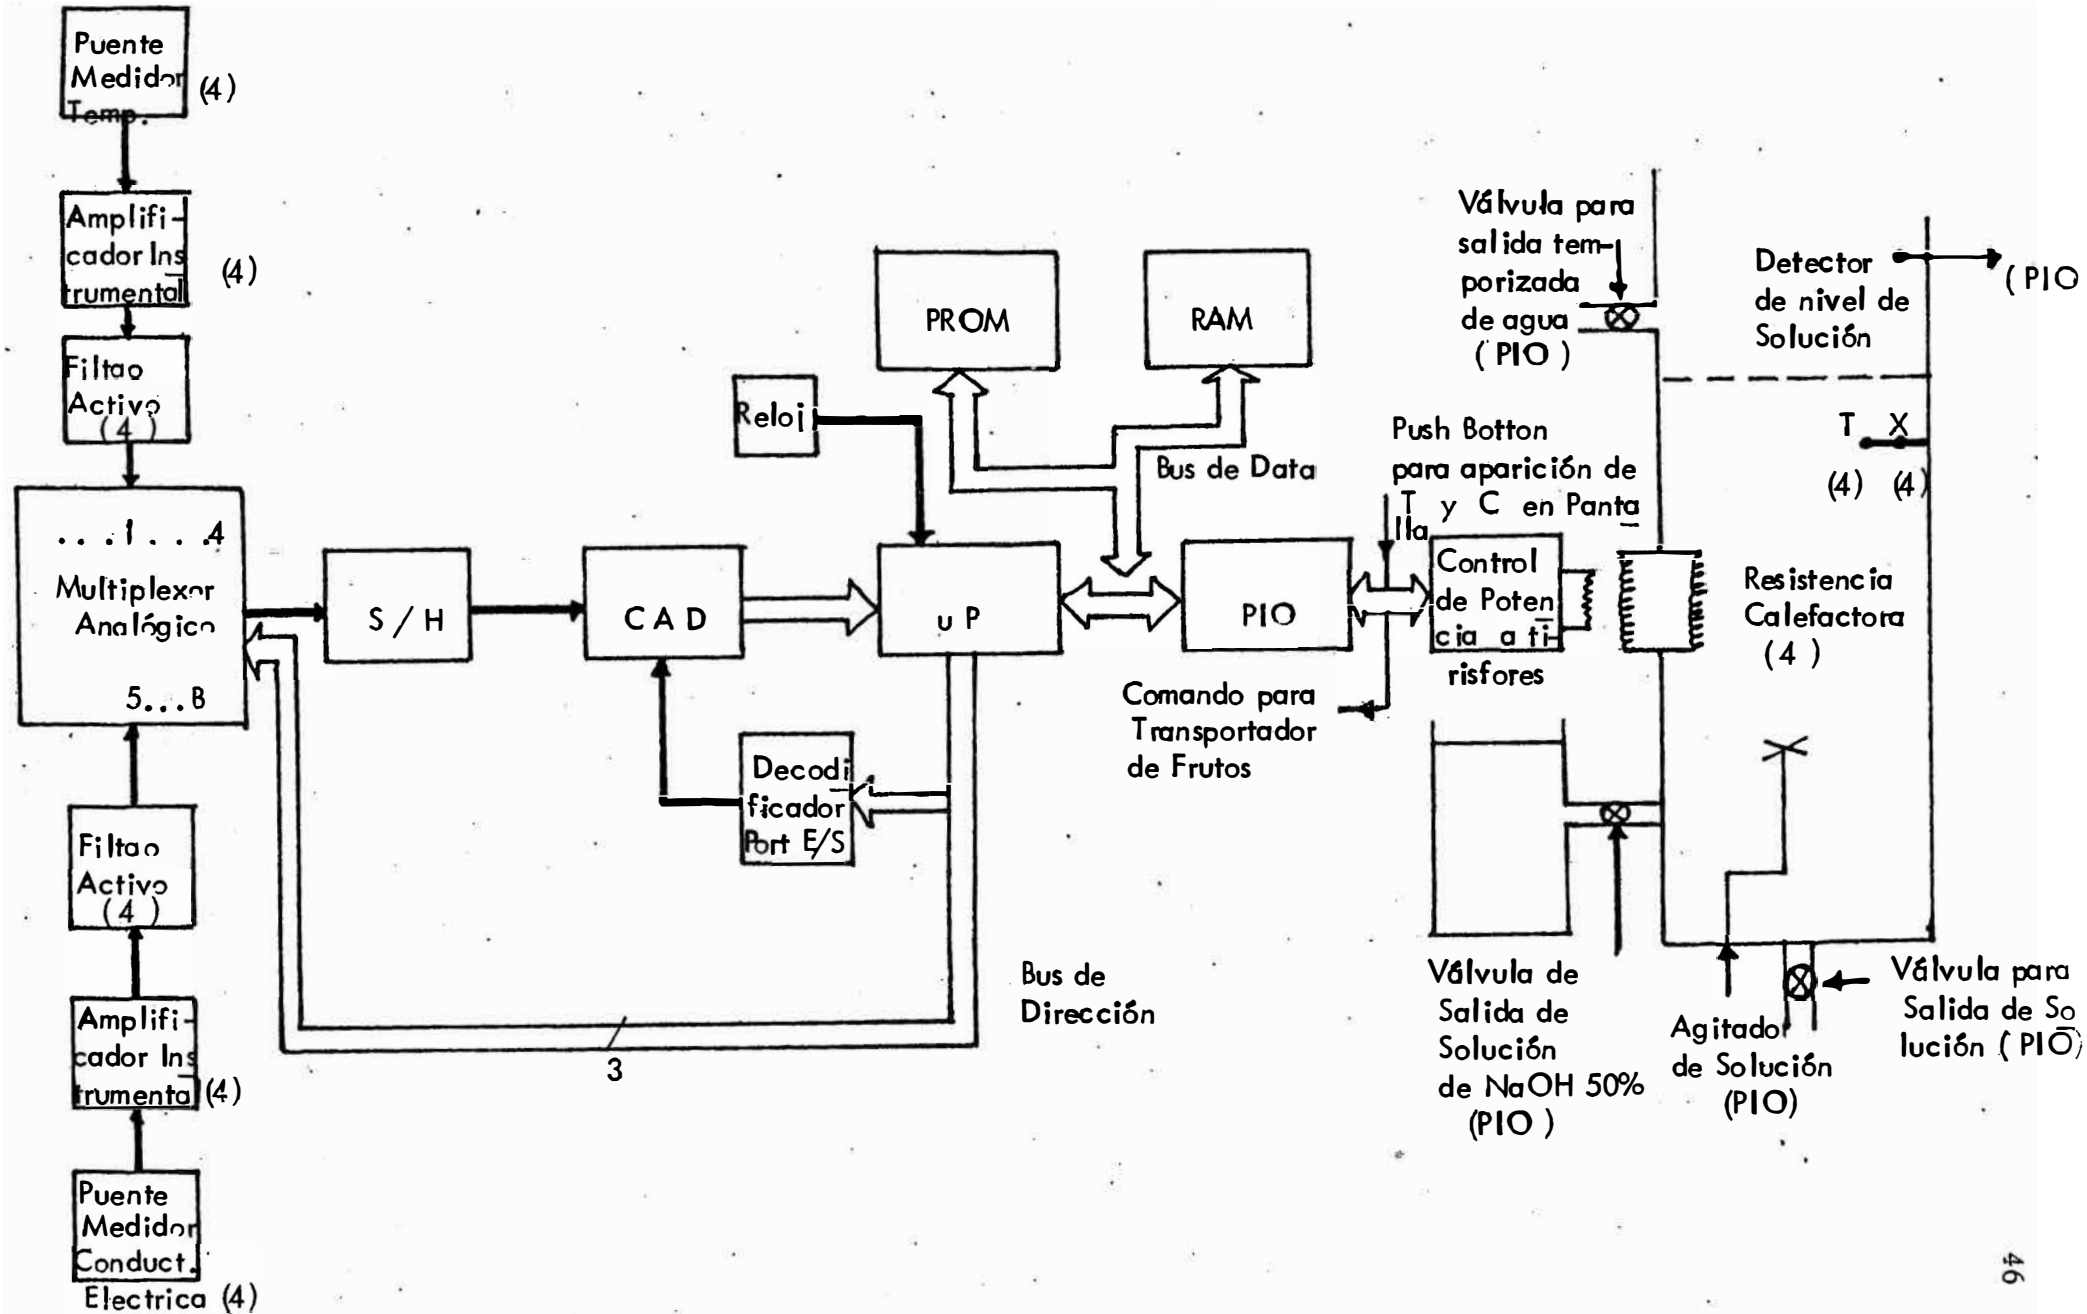 Puente
Medidor
Temp.
(4)
Amplifi-
cador Ins
trumental
(4)
Filtao
Activo
(4)
. . . 1 . . .4
Multiplexor
Analógico
5...B
Filtao
Activo
(4)
Amplifi-
cador Ins
trumental (4)
Puente
Medidor
Conduct.
Electrica (4)
S / H
C A D
Reloj
PROM
RAM
Bus de Data
u P
PIO
Decodi
ficador
Port E/S
Bus de
Dirección
3
Push Botton
para aparición de
T y C en Panta
lla
Control
de Poten
cia a ti-
risfores
Comando para
Transportador
de Frutos
Válvula para
salida tem-
porizada
de agua
( PIO )
Detector
de nivel de
Solución
(PIO
T X
(4) (4)
Resistencia
Calefactora
(4)
Válvula de
Salida de
Solución
de NaOH 50%
(PIO )
Agitador
de Solución
(PIO)
Válvula para
Salida de So
lución ( PIO)
46